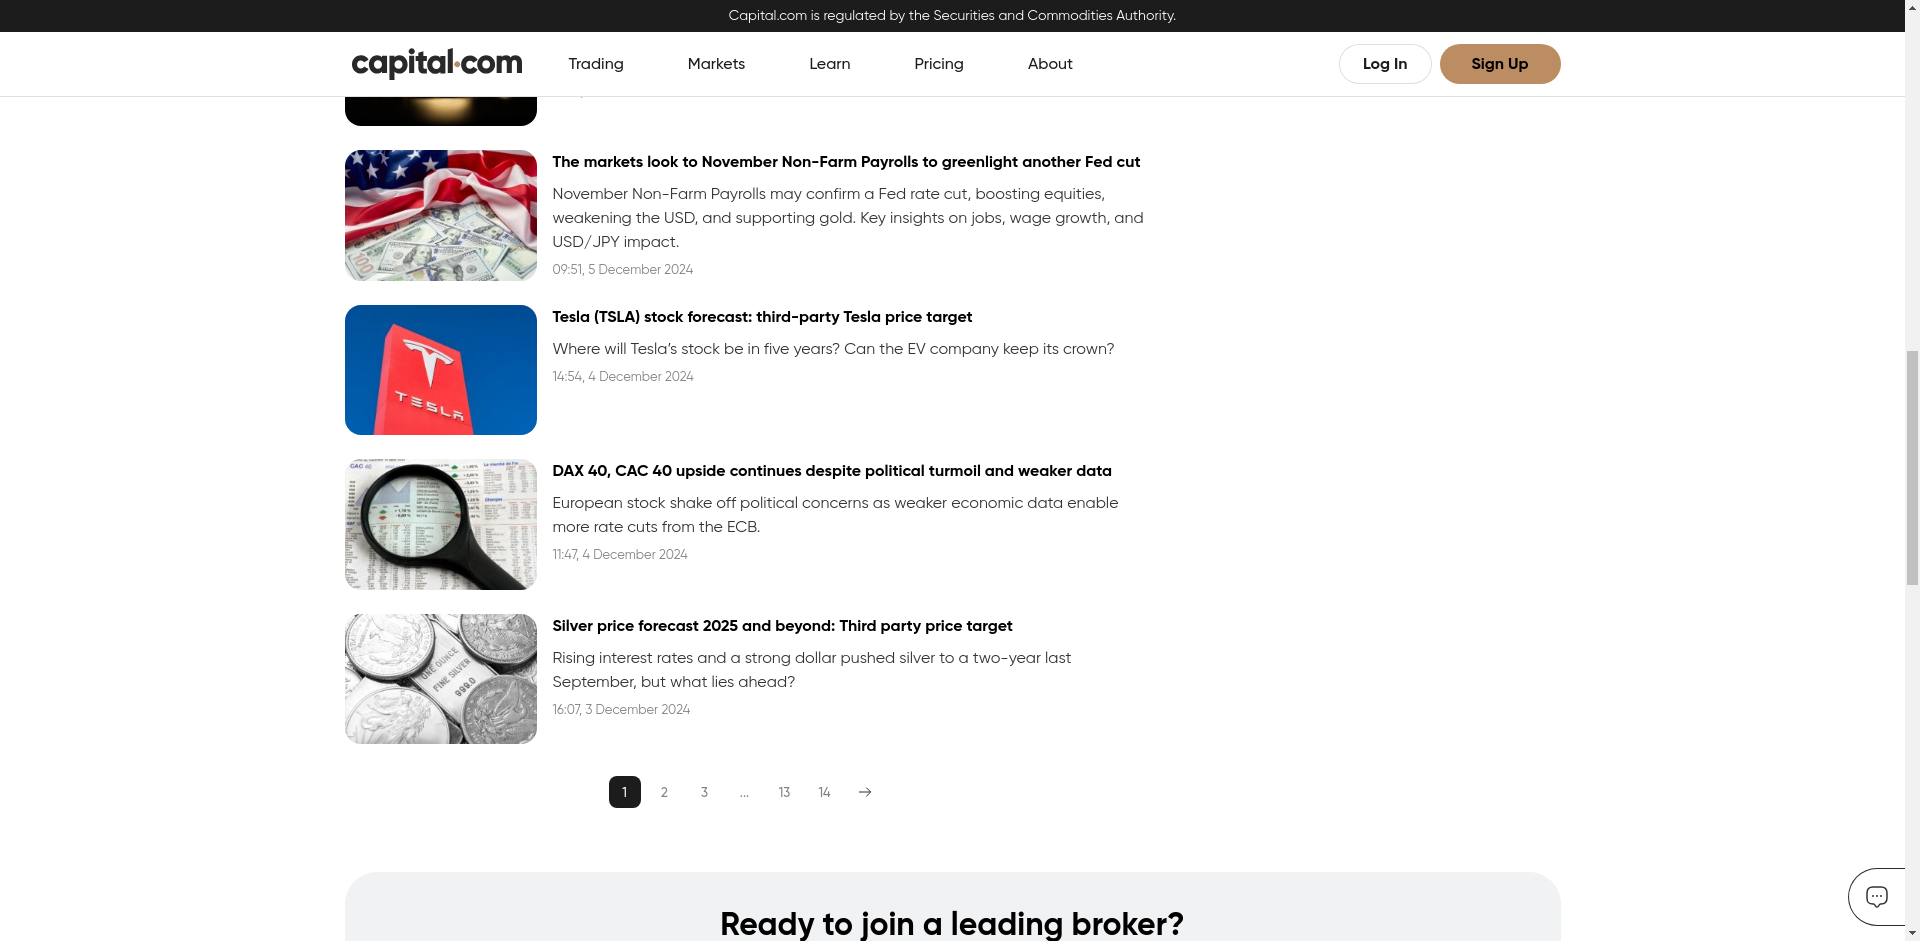 Capital.com is regulated by the Securities and Commodities Authority.
capital.com
Trading
Markets
Learn
Pricing
About
Log In
Sign Up
The markets look to November Non-Farm Payrolls to greenlight another Fed cut
November Non-Farm Payrolls may confirm a Fed rate cut, boosting equities,
weakening the USD, and supporting gold. Key insights on jobs, wage growth, and
USD/JPY impact.
09:51, 5 December 2024
TESLA
Tesla (TSLA) stock forecast: third-party Tesla price target
Where will Tesla’s stock be in five years? Can the EV company keep its crown?
14:54, 4 December 2024
CAC 40
DAX 40, CAC 40 upside continues despite political turmoil and weaker data
European stock shake off political concerns as weaker economic data enable
more rate cuts from the ECB.
11:47, 4 December 2024
ONE OUNCE
FINE SILVER
999.0
Silver price forecast 2025 and beyond: Third party price target
Rising interest rates and a strong dollar pushed silver to a two-year last
September, but what lies ahead?
16:07, 3 December 2024
1 2 3 ... 13 14
Ready to join a leading broker?